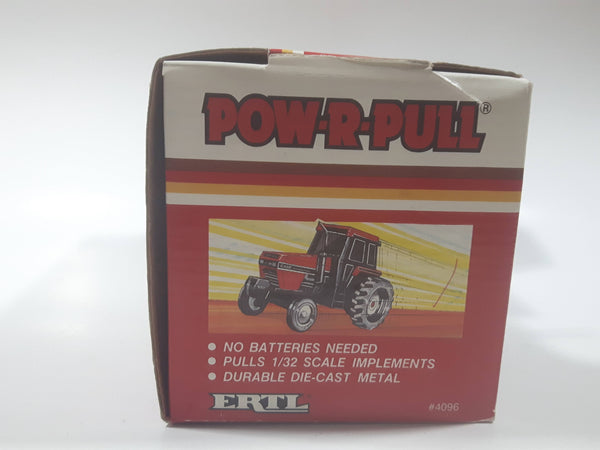 POW-R-PULL®
• NO BATTERIES NEEDED
• PULLS 1/32 SCALE IMPLEMENTS
• DURABLE DIE-CAST METAL
ERTL
#4096